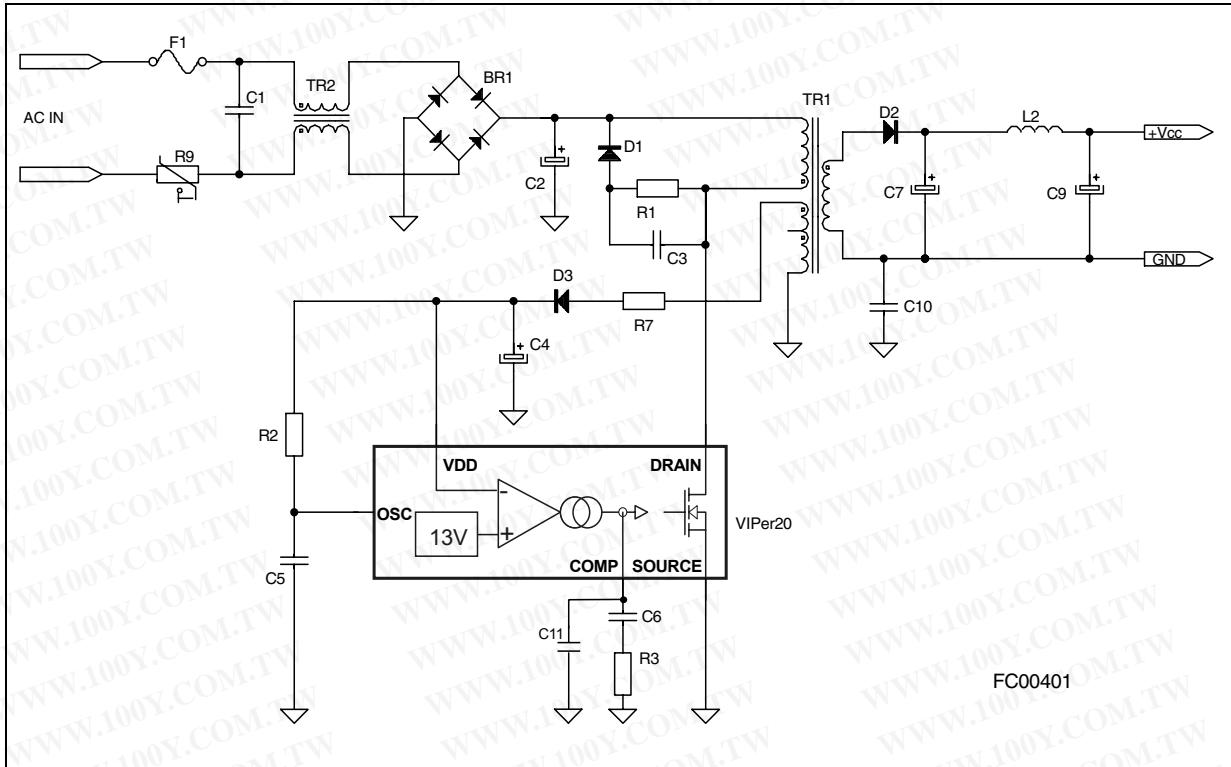 F1
TR2
BR1
TR1
D2
L2
+Vcc
C1
AC IN
D1
R9
T
C2
R1
C7
C9
C3
GND
D3
R7
C10
C4
R2
VDD
DRAIN
OSC
-
13V
+
VIPer20
COMP
SOURCE
C5
C11
C6
R3
FC00401
WWW.100Y.COM.TW